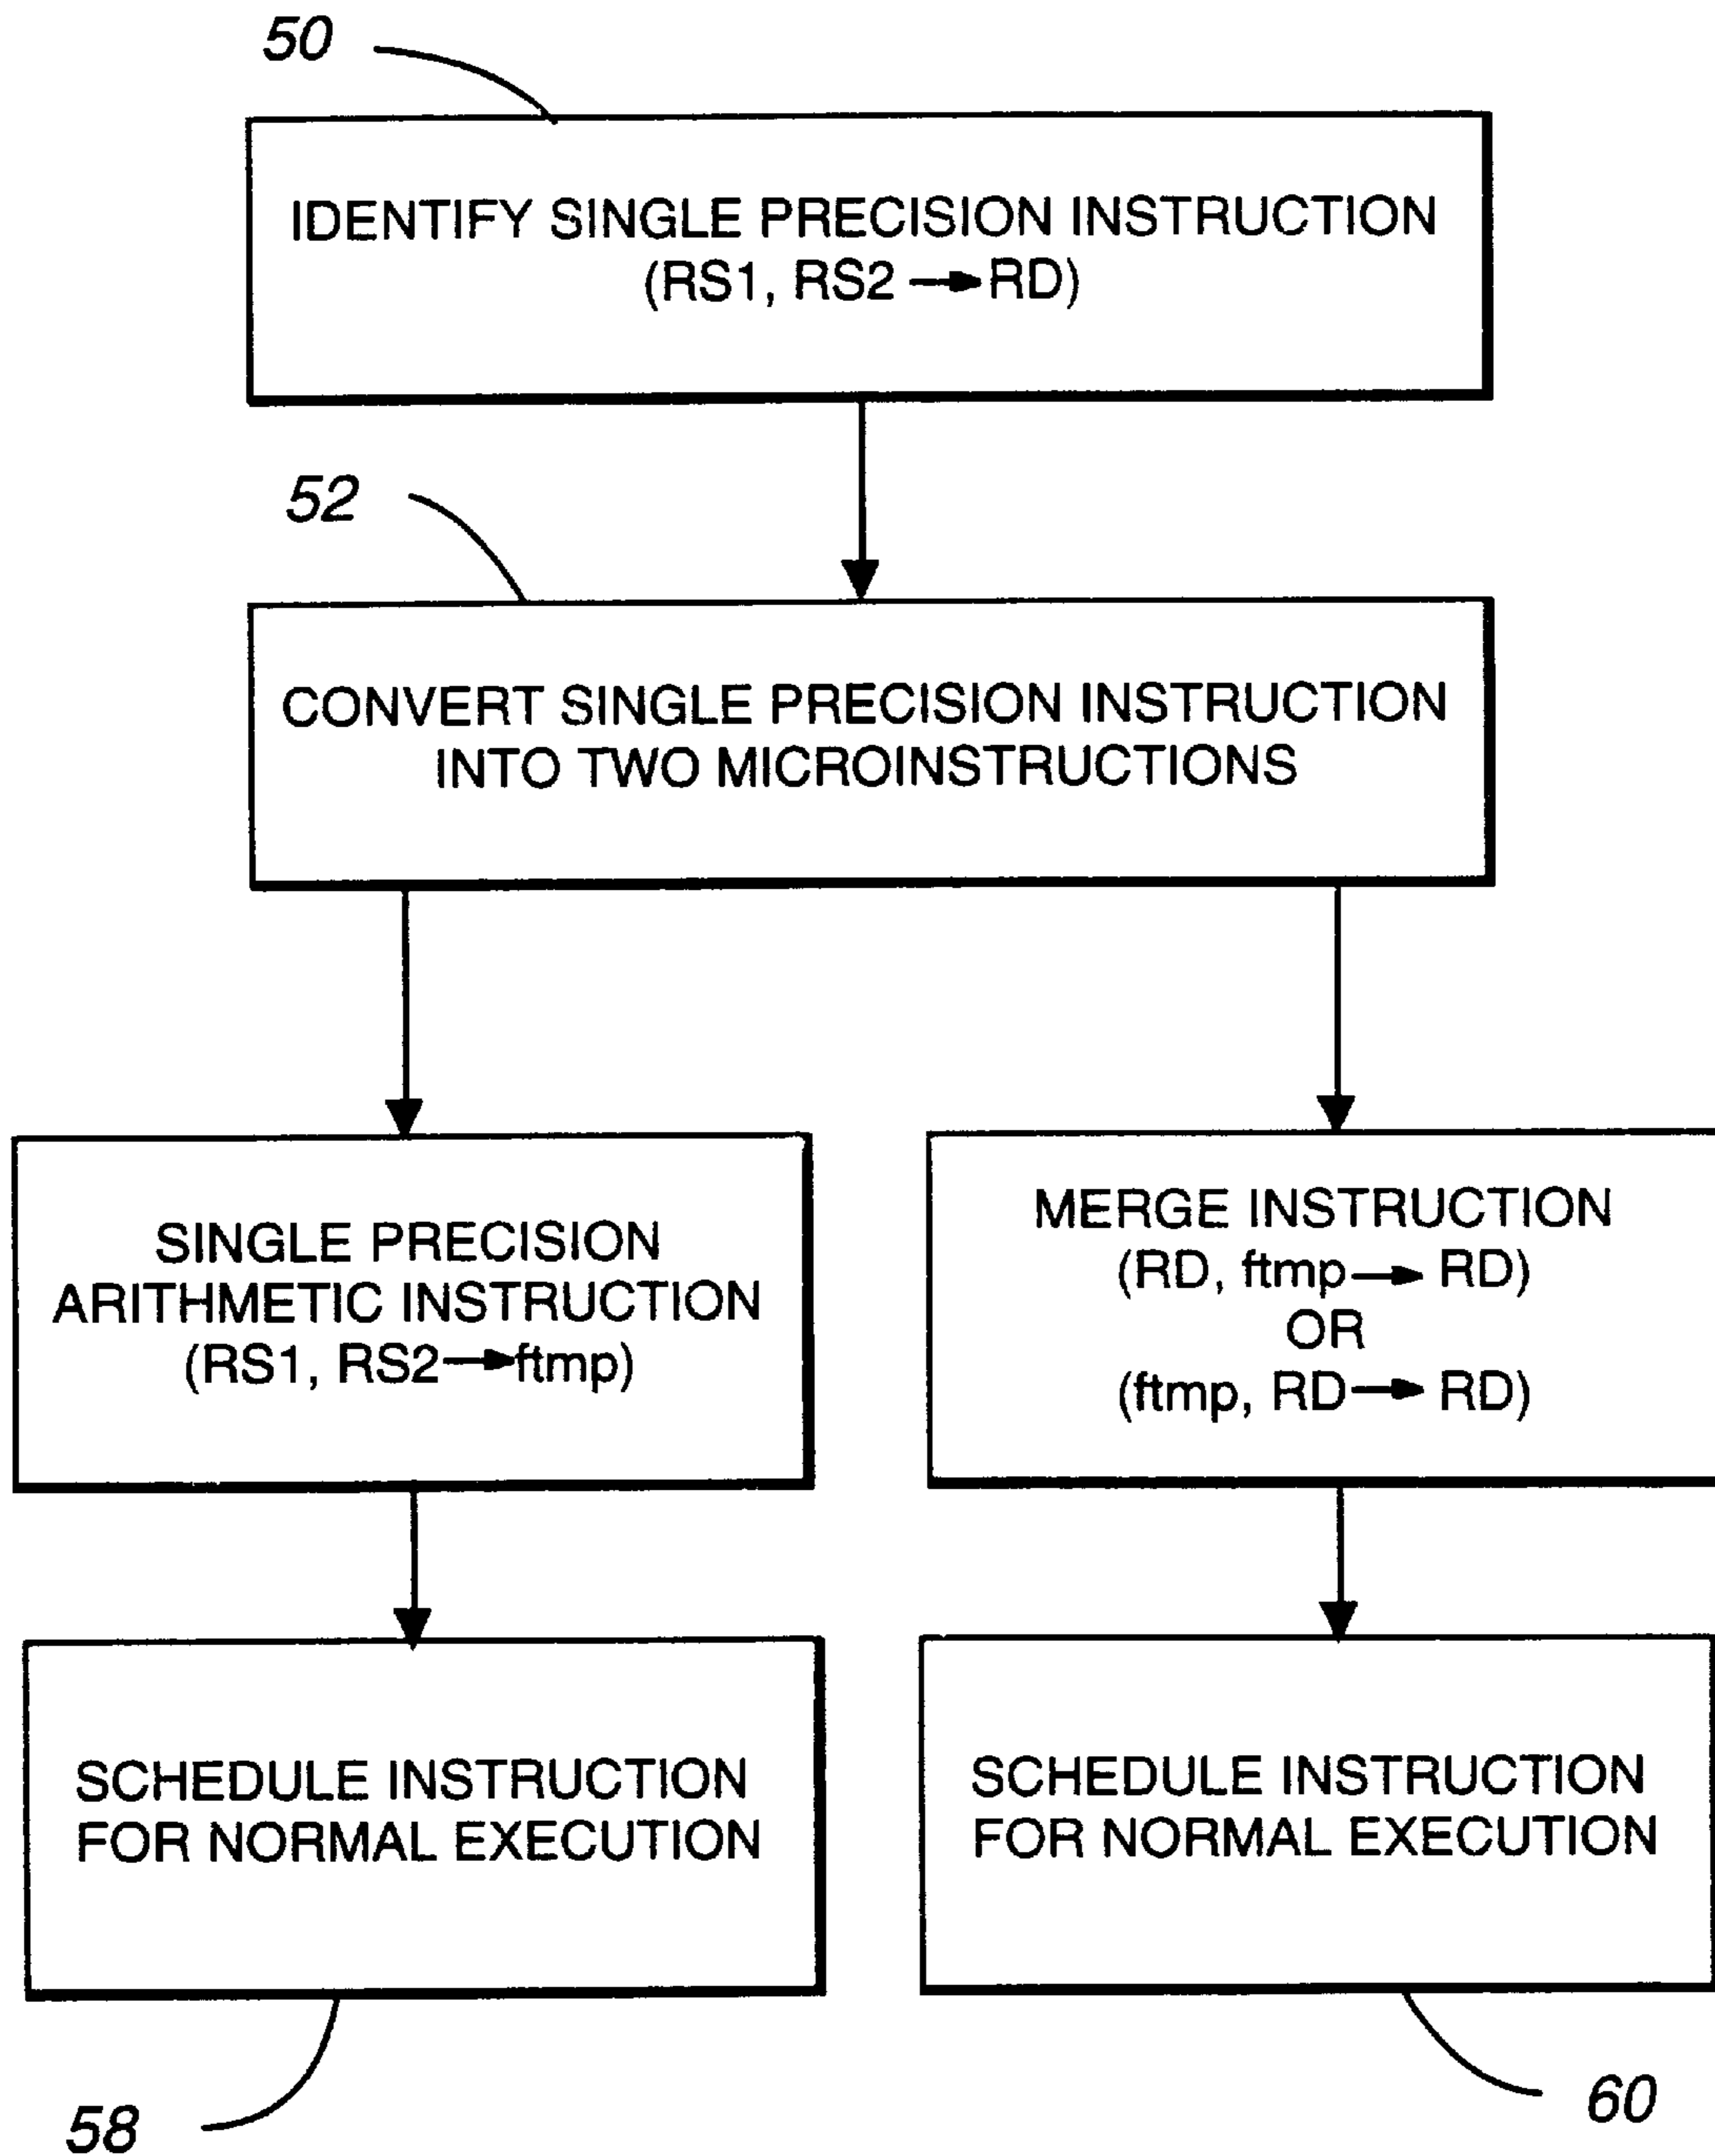 50
IDENTIFY SINGLE PRECISION INSTRUCTION
(RS1, RS2 → RD)
52
CONVERT SINGLE PRECISION INSTRUCTION
INTO TWO MICROINSTRUCTIONS
SINGLE PRECISION
ARITHMETIC INSTRUCTION
(RS1, RS2 → ftmp)
MERGE INSTRUCTION
(RD, ftmp → RD)
OR
(ftmp, RD → RD)
SCHEDULE INSTRUCTION
FOR NORMAL EXECUTION
SCHEDULE INSTRUCTION
FOR NORMAL EXECUTION
58
60